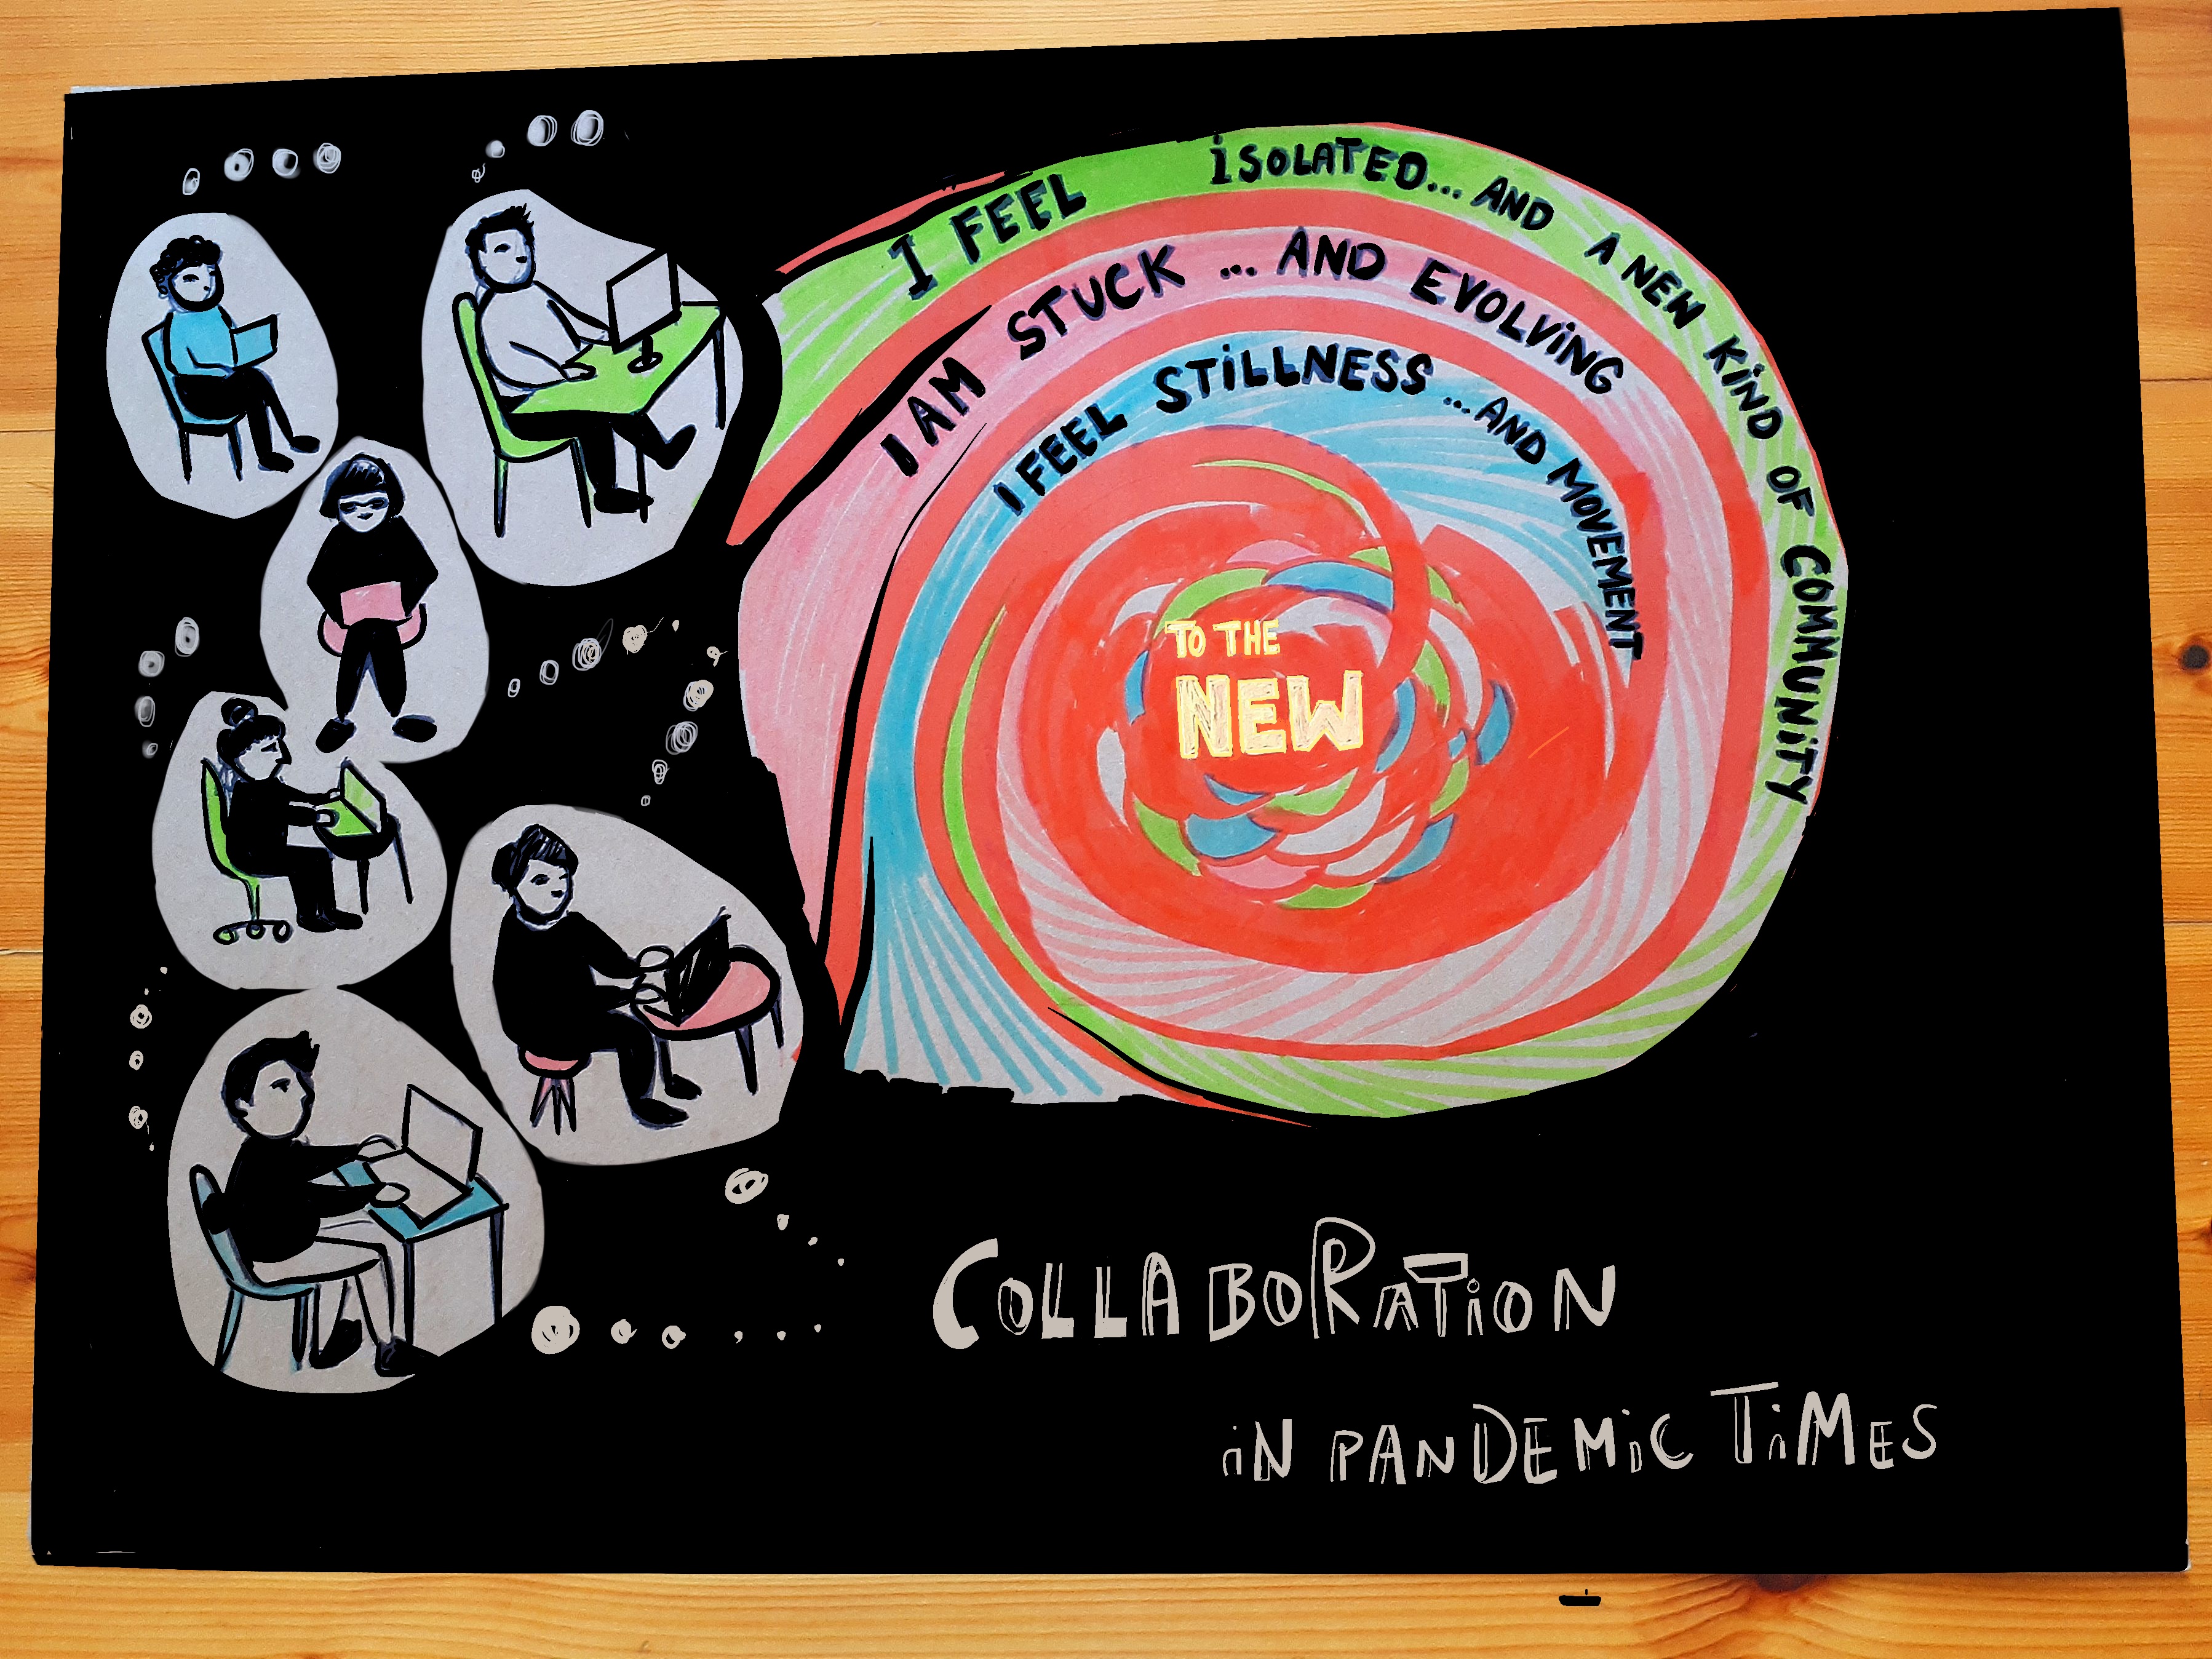 I FEEL ISOLATED... AND A NEW KIND OF COMMUNITY
I AM STUCK ... AND EVOLVING
I FEEL STILLNESS ...AND MOVEMENT
TO THE
NEW
COLLABORATION
IN PANDEMIC TIMES